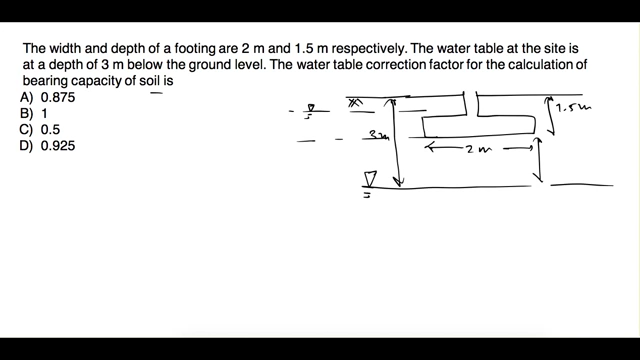 The width and depth of a footing are 2 m and 1.5 m respectively. The water table at the site is
at a depth of 3 m below the ground level. The water table correction factor for the calculation of
bearing capacity of soil is
A) 0.875
B) 1
C) 0.5
D) 0.925
1.5m
3m
2 m